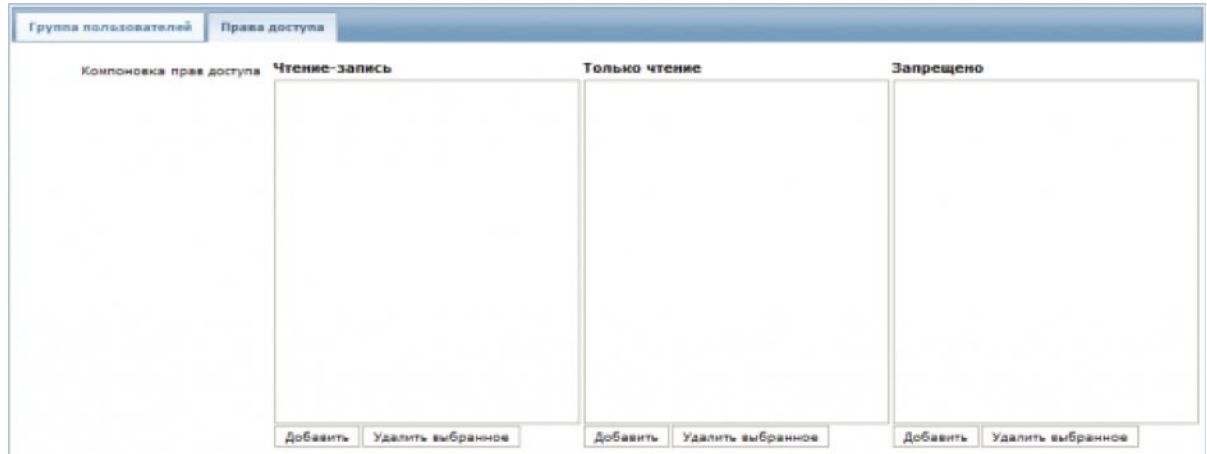 Группа пользователей Права доступа
Компоновка прав доступа Чтение-запись Только чтение Запрещено
Добавить Удалить выбранное Добавить Удалить выбранное Добавить Удалить выбранное